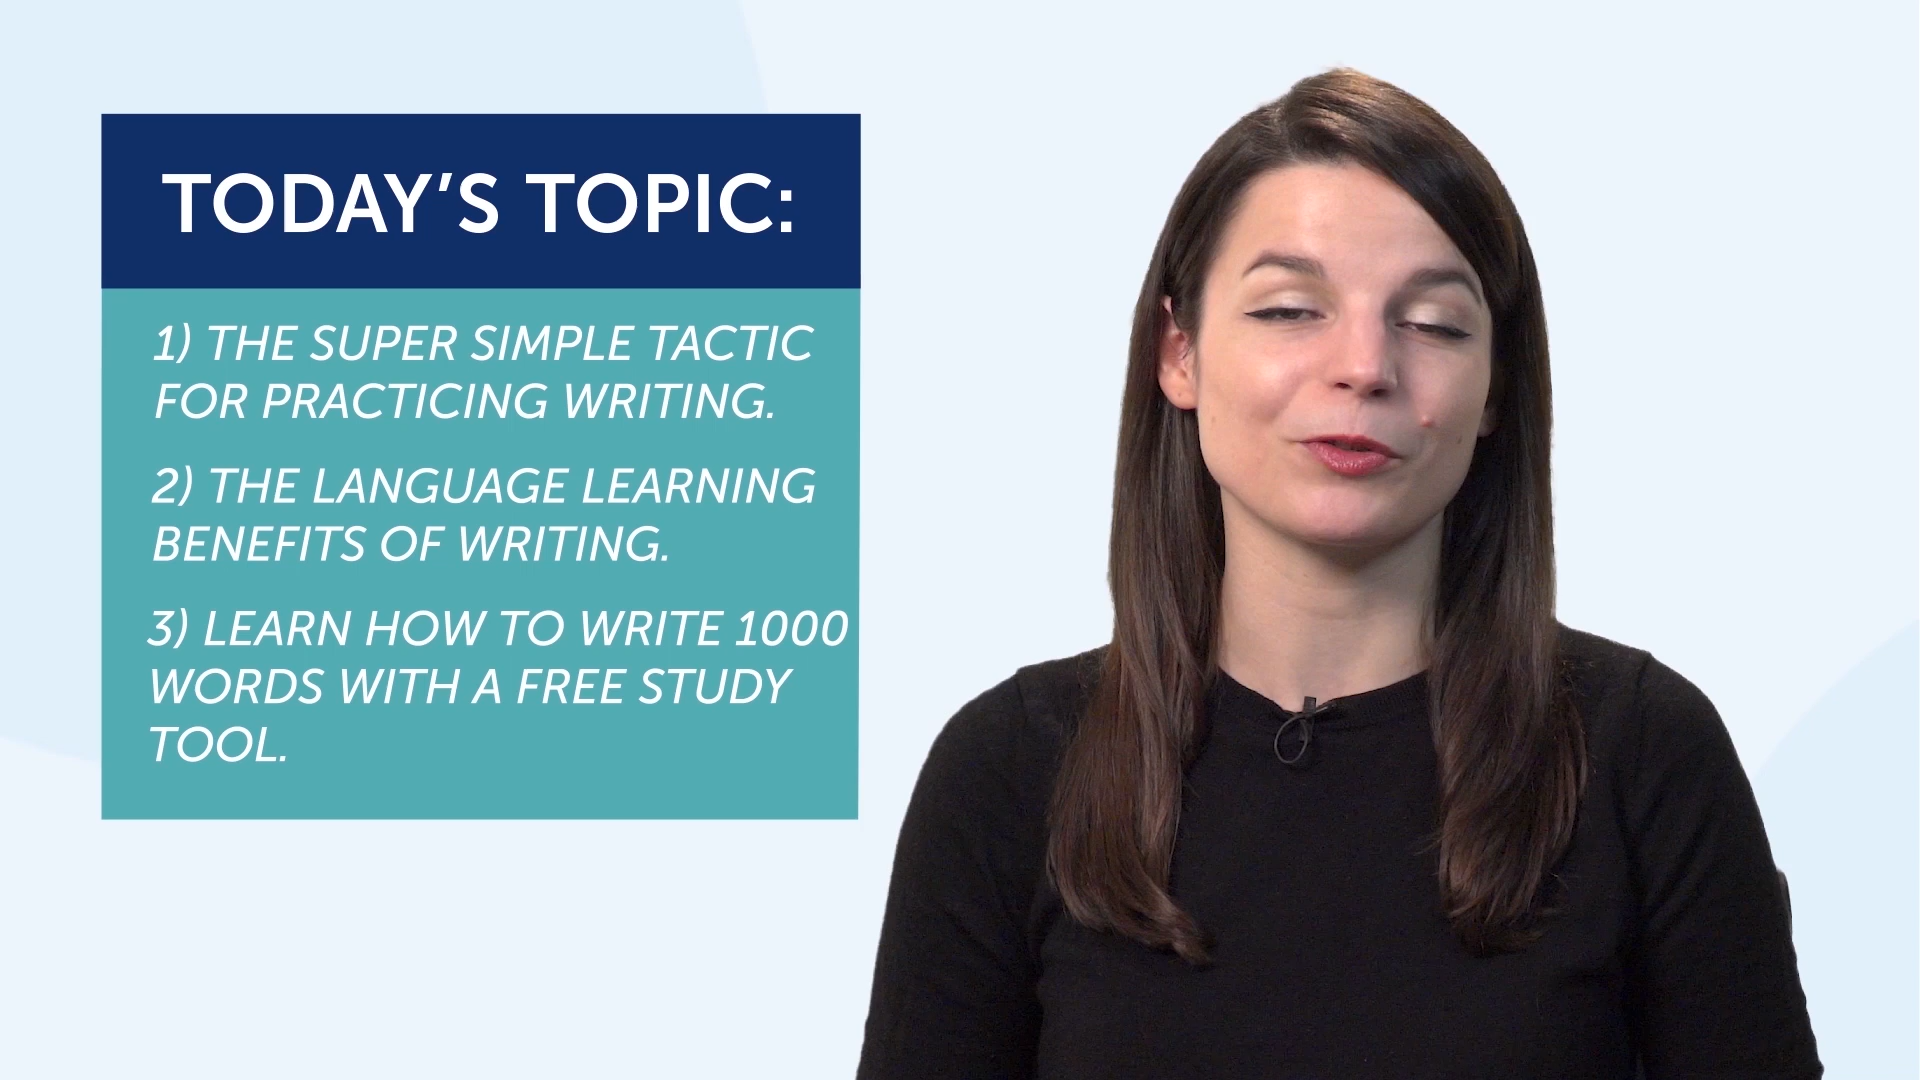 TODAY'S TOPIC:
1) THE SUPER SIMPLE TACTIC
FOR PRACTICING WRITING.
2) THE LANGUAGE LEARNING
BENEFITS OF WRITING.
3) LEARN HOW TO WRITE 1000
WORDS WITH A FREE STUDY
TOOL.